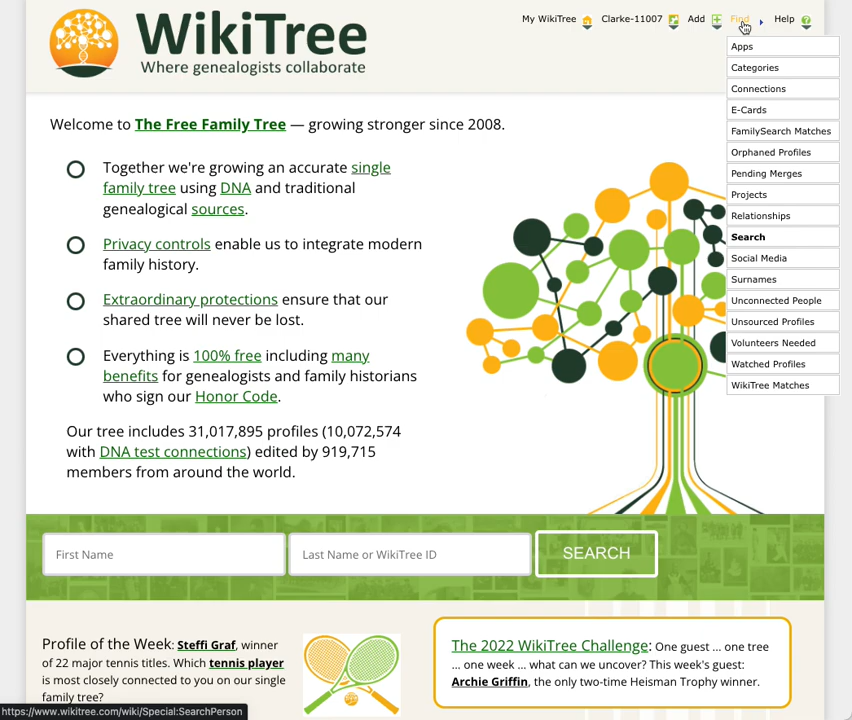 WikiTree
Where genealogists collaborate
My WikiTree Clarke-11007 Add Find Help
Apps
Categories
Connections
E-Cards
FamilySearch Matches
Orphaned Profiles
Pending Merges
Projects
Relationships
Search
Social Media
Surnames
Unconnected People
Unsourced Profiles
Volunteers Needed
Watched Profiles
WikiTree Matches
Welcome to The Free Family Tree — growing stronger since 2008.
Together we're growing an accurate single
family tree using DNA and traditional
genealogical sources.
Privacy controls enable us to integrate modern
family history.
Extraordinary protections ensure that our
shared tree will never be lost.
Everything is 100% free including many
benefits for genealogists and family historians
who sign our Honor Code.
Our tree includes 31,017,895 profiles (10,072,574
with DNA test connections) edited by 919,715
members from around the world.
First Name
Last Name or WikiTree ID
SEARCH
Profile of the Week: Steffi Graf, winner
of 22 major tennis titles. Which tennis player
is most closely connected to you on our single
family tree?
The 2022 WikiTree Challenge: One guest ... one tree
... one week ... what can we uncover? This week's guest:
Archie Griffin, the only two-time Heisman Trophy winner.
https://www.wikitree.com/wiki/Special:SearchPerson